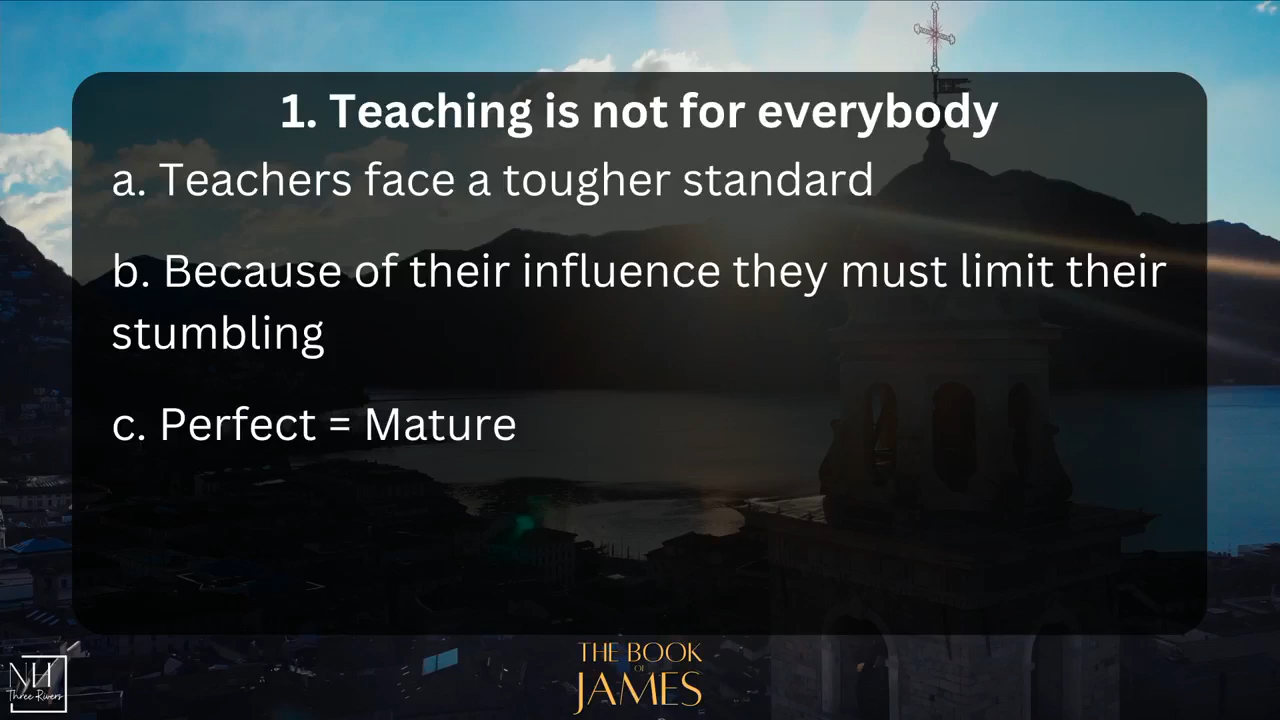 1. Teaching is not for everybody
a. Teachers face a tougher standard
b. Because of their influence they must limit their
stumbling
c. Perfect = Mature
NH
Three Rivers
THE BOOK
OF
JAMES